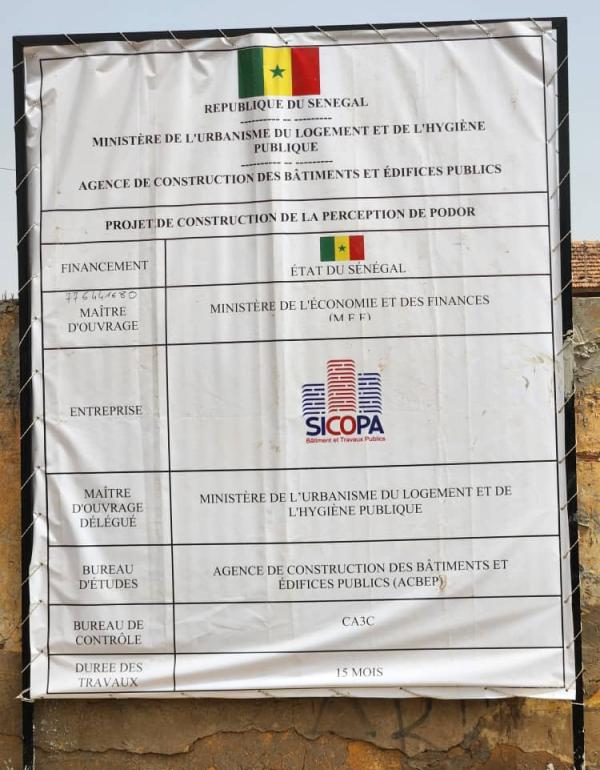 REPUBLIQUE DU SENEGAL
---------- -- ---------
MINISTÈRE DE L'URBANISME DU LOGEMENT ET DE L'HYGIÈNE
PUBLIQUE
---------- -- ---------
AGENCE DE CONSTRUCTION DES BÂTIMENTS ET ÉDIFICES PUBLICS
PROJET DE CONSTRUCTION DE LA PERCEPTION DE PODOR
FINANCEMENT
ÉTAT DU SÉNÉGAL
776441680
MAÎTRE
D'OUVRAGE
MINISTÈRE DE L'ÉCONOMIE ET DES FINANCES
(M.E.F)
ENTREPRISE
SICOPA
Bâtiment et Travaux Publics
MAÎTRE
D'OUVRAGE
DÉLÉGUÉ
MINISTÈRE DE L'URBANISME DU LOGEMENT ET DE
L'HYGIÈNE PUBLIQUE
BUREAU
D'ÉTUDES
AGENCE DE CONSTRUCTION DES BÂTIMENTS ET
ÉDIFICES PUBLICS (ACBEP)
BUREAU DE
CONTRÔLE
CA3C
DUREE DES
TRAVAUX
15 MOIS